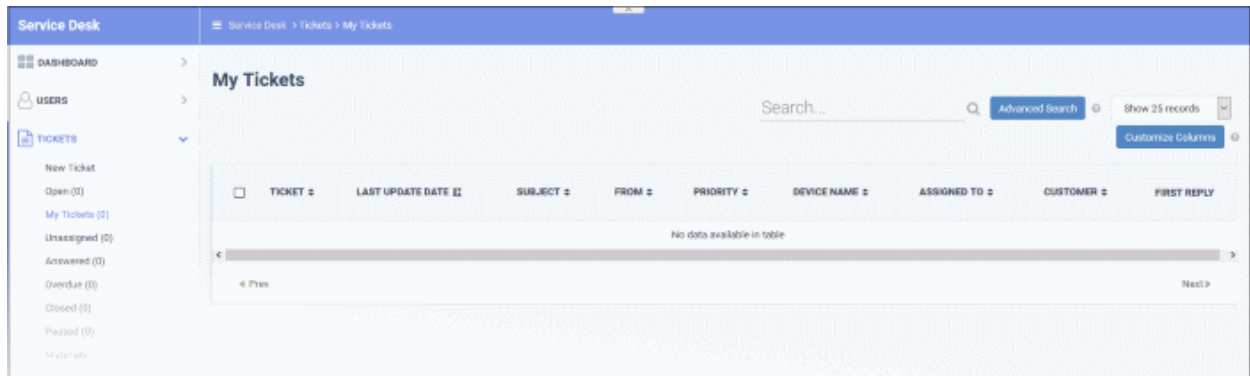 Service Desk
Service Desk > Tickets > My Tickets
DASHBOARD
USERS
TICKETS
New Ticket
Open (0)
My Tickets (0)
Unassigned (0)
Answered (0)
Overdue (0)
Closed (0)
Paused (0)
Materials
My Tickets
Search...
Advanced Search
Show 25 records
Customize Columns
TICKET LAST UPDATE DATE SUBJECT FROM PRIORITY DEVICE NAME ASSIGNED TO CUSTOMER FIRST REPLY
No data available in table
« Prev Next »